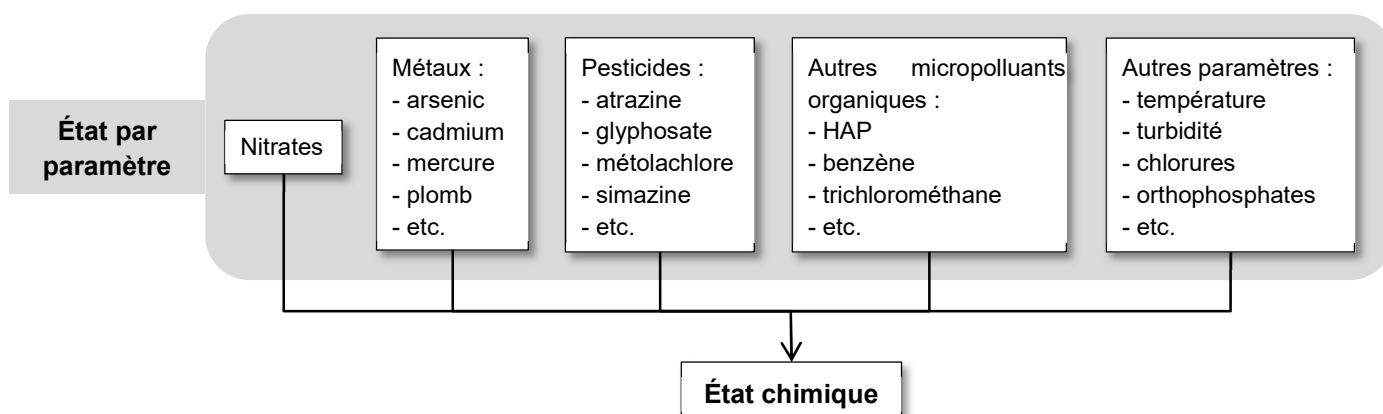 État par
paramètre
Nitrates
Métaux :
- arsenic
- cadmium
- mercure
- plomb
- etc.
Pesticides :
- atrazine
- glyphosate
- métolachlore
- simazine
- etc.
Autres micropolluants
organiques :
- HAP
- benzène
- trichlorométhane
- etc.
Autres paramètres :
- température
- turbidité
- chlorures
- orthophosphates
- etc.
État chimique